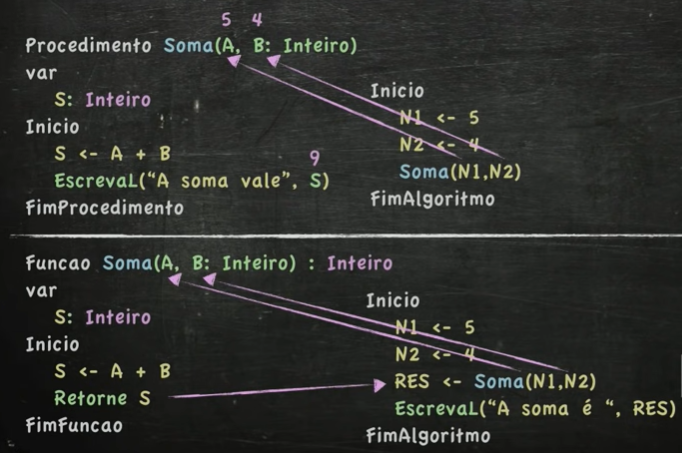 5 4
Procedimento Soma(A, B: Inteiro)
var
S: Inteiro
Inicio
S <- A + B
9
EscrevaL("A soma vale", S)
FimProcedimento
Inicio
N1 <- 5
N2 <- 4
Soma(N1,N2)
FimAlgoritmo
Funcao Soma(A, B: Inteiro) : Inteiro
var
S: Inteiro
Inicio
S <- A + B
Retorne S
FimFuncao
Inicio
N1 <- 5
N2 <- 4
RES <- Soma(N1,N2)
EscrevaL("A soma é “, RES)
FimAlgoritmo